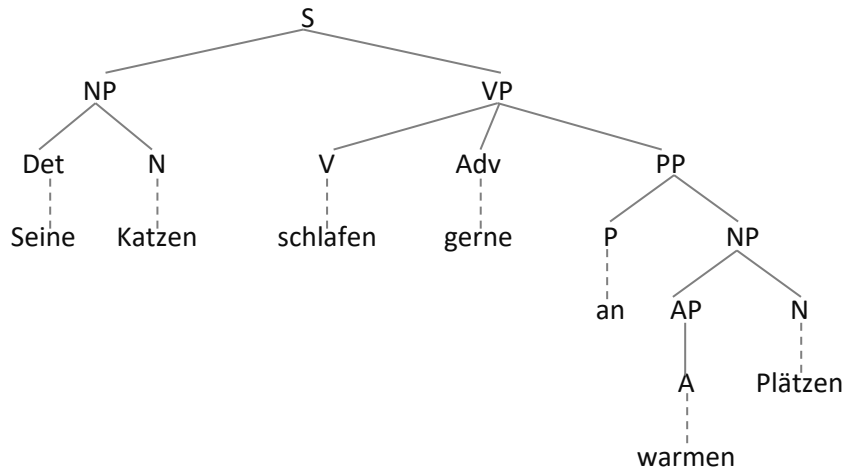 S
NP VP
Det N V Adv PP
Seine Katzen schlafen gerne P NP
an AP N
A Plätzen
warmen